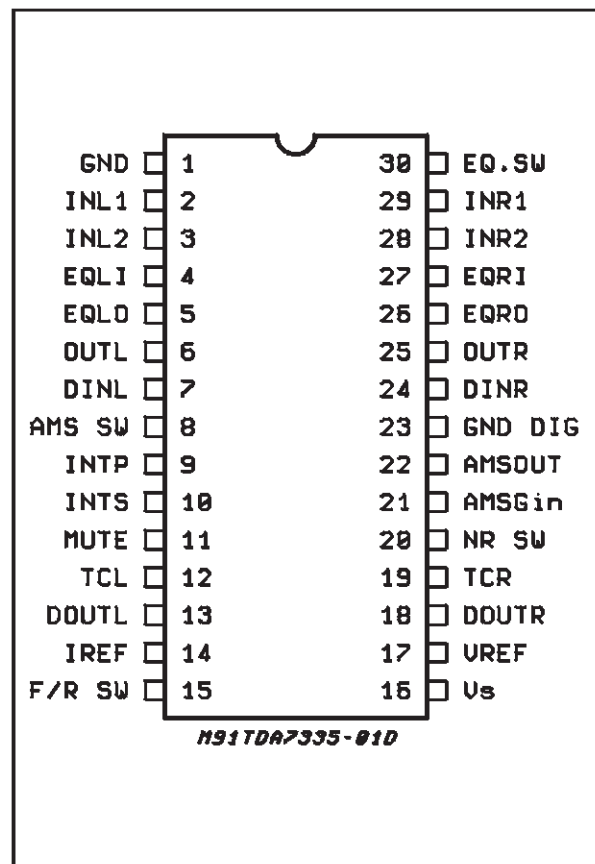 GND 1 30 EQ.SW
INL1 2 29 INR1
INL2 3 28 INR2
EQLI 4 27 EQRI
EQLO 5 26 EQRO
OUTL 6 25 OUTR
DINL 7 24 DINR
AMS SW 8 23 GND DIG
INTP 9 22 AMSOUT
INTS 10 21 AMSGin
MUTE 11 20 NR SW
TCL 12 19 TCR
DOUTL 13 18 DOUTR
IREF 14 17 VREF
F/R SW 15 16 Vs
M91TDA7335-01D